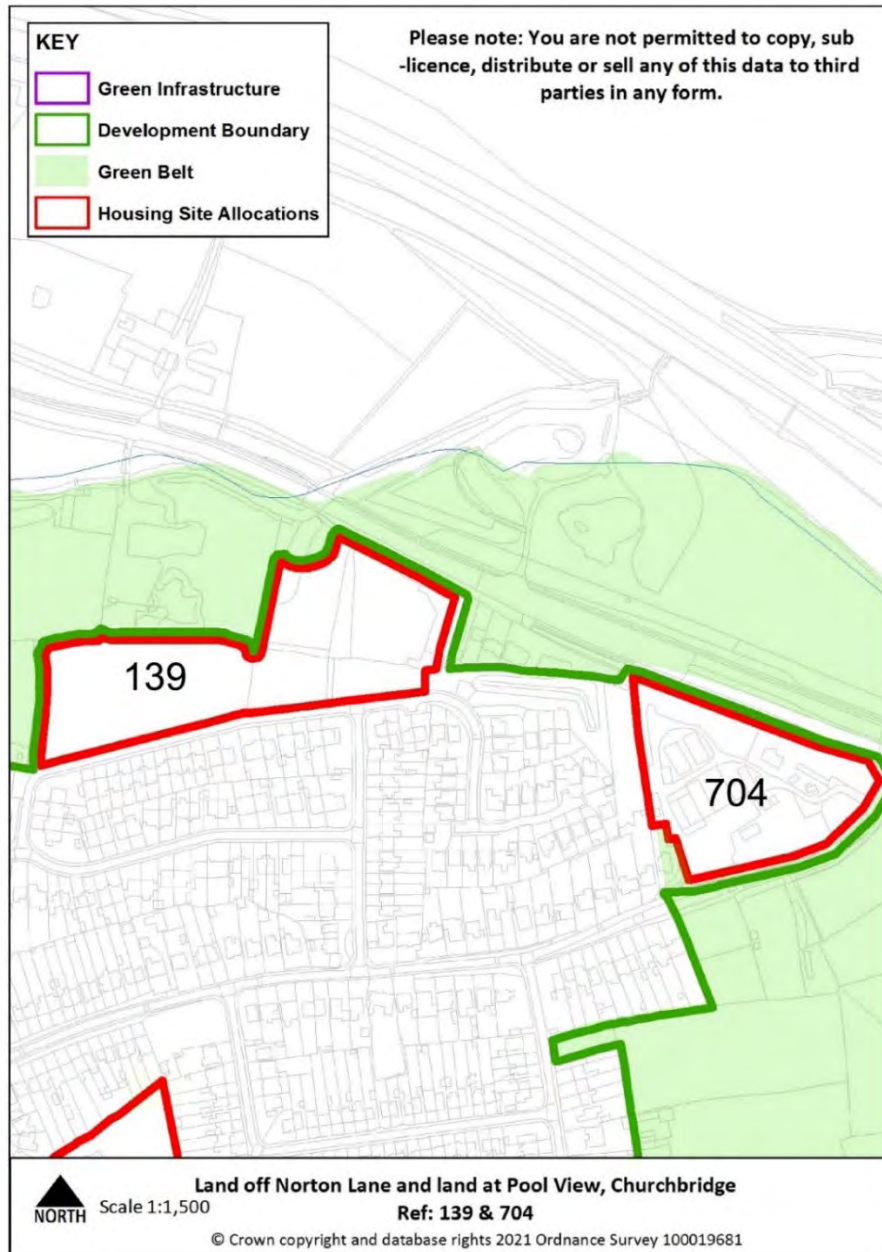 KEY
Green Infrastructure
Development Boundary
Green Belt
Housing Site Allocations
Please note: You are not permitted to copy, sub
-licence, distribute or sell any of this data to third
parties in any form.
139
704
NORTH
Scale 1:1,500
Land off Norton Lane and land at Pool View, Churchbridge
Ref: 139 & 704
© Crown copyright and database rights 2021 Ordnance Survey 100019681